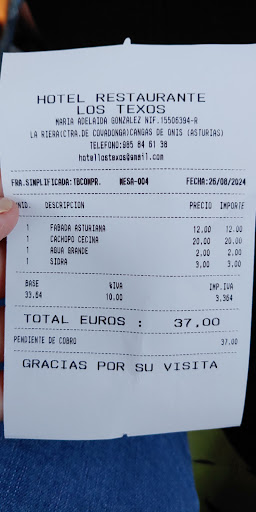 HOTEL RESTAURANTE
LOS TEXOS
MARIA ADELAIDA GONZALEZ NIF.15506394-R
LA RIERA(CTRA.DE COVADONGA)CANGAS DE ONIS (ASTURIAS)
TELEFONO:985 84 61 38
hotellostexos@gmail.com
FRA.SIMPLIFICADA:TBCOMPR. MESA-004 FECHA:26/08/2024
UNID. DESCRIPCION PRECIO IMPORTE
1 FABADA ASTURIANA 12.00 12.00
1 CACHOPO CECINA 20.00 20.00
1 AGUA GRANDE 2.00 2.00
1 SIDRA 3.00 3.00
BASE %IVA IMP.IVA
33.64 10.00 3.364
TOTAL EUROS : 37,00
PENDIENTE DE COBRO 37.00
GRACIAS POR SU VISITA